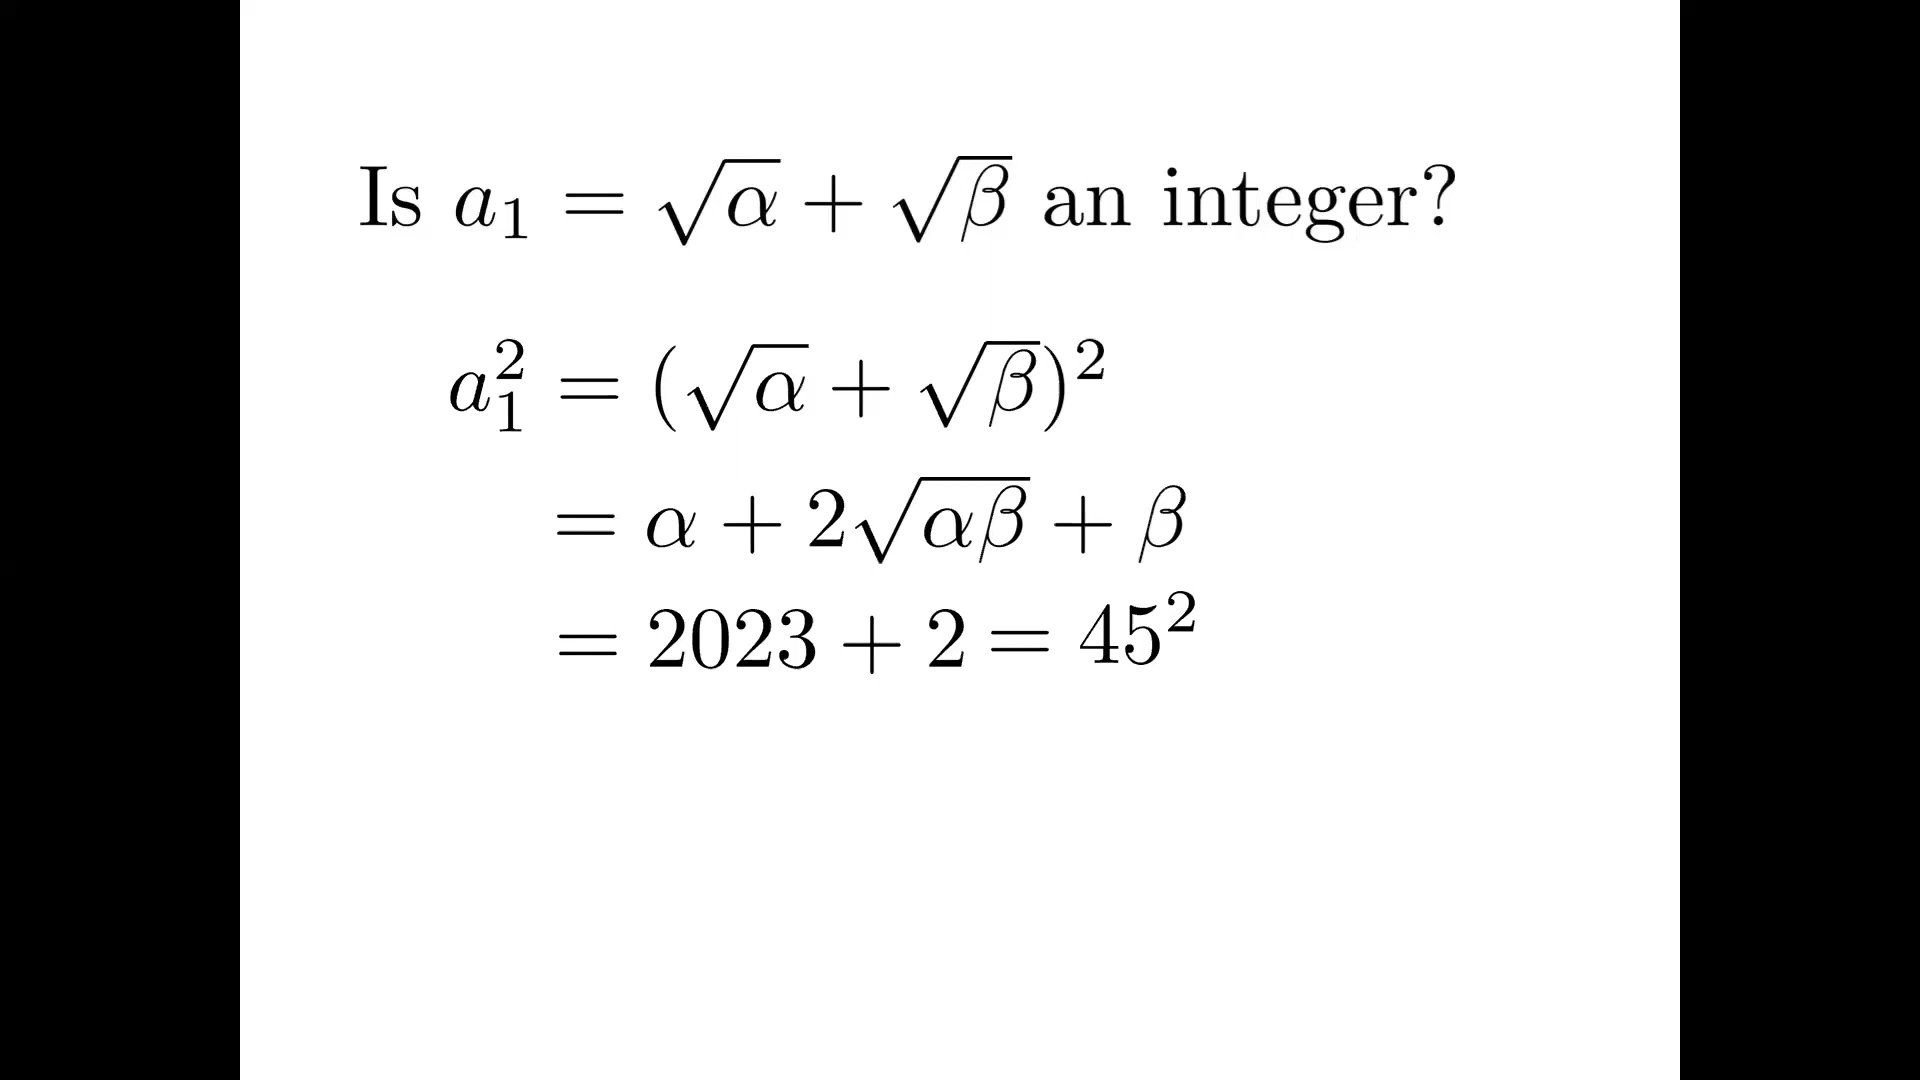 Is a₁ = √α + √β an integer?
a₁² = (√α + √β)²
= α + 2√αβ + β
= 2023 + 2 = 45²